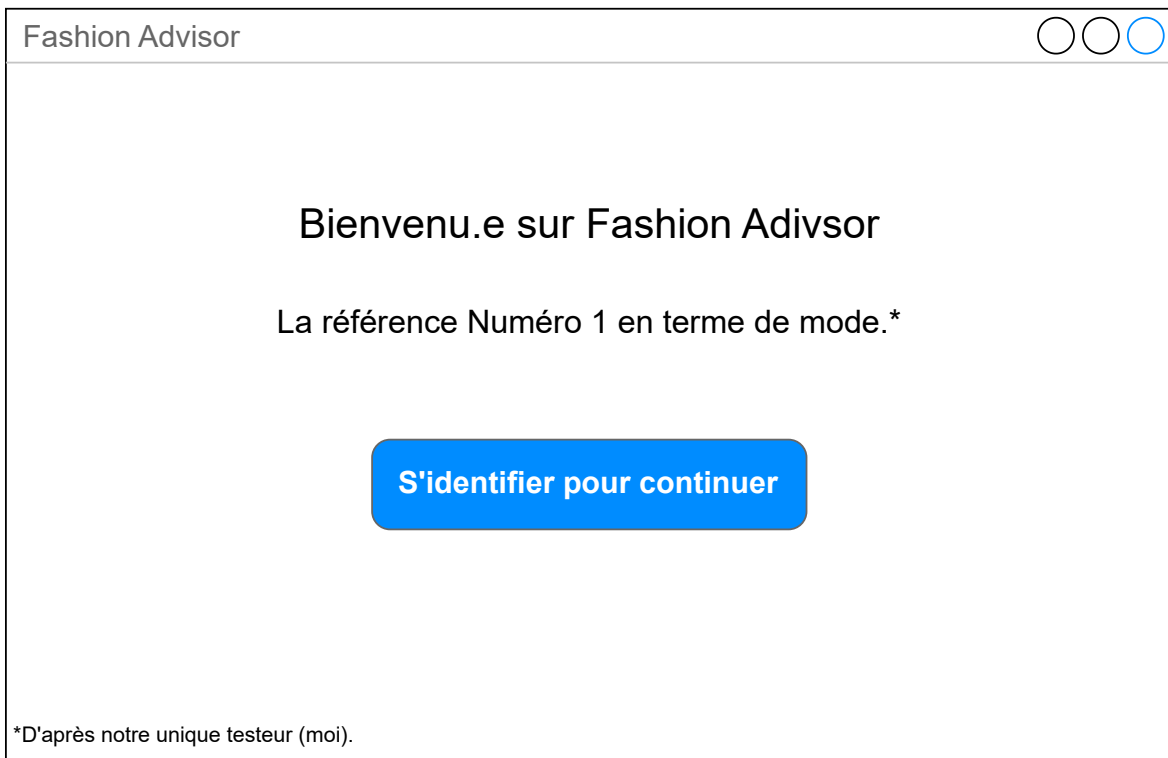 Fashion Advisor
Bienvenu.e sur Fashion Adivsor
La référence Numéro 1 en terme de mode.*
S'identifier pour continuer
*D'après notre unique testeur (moi).